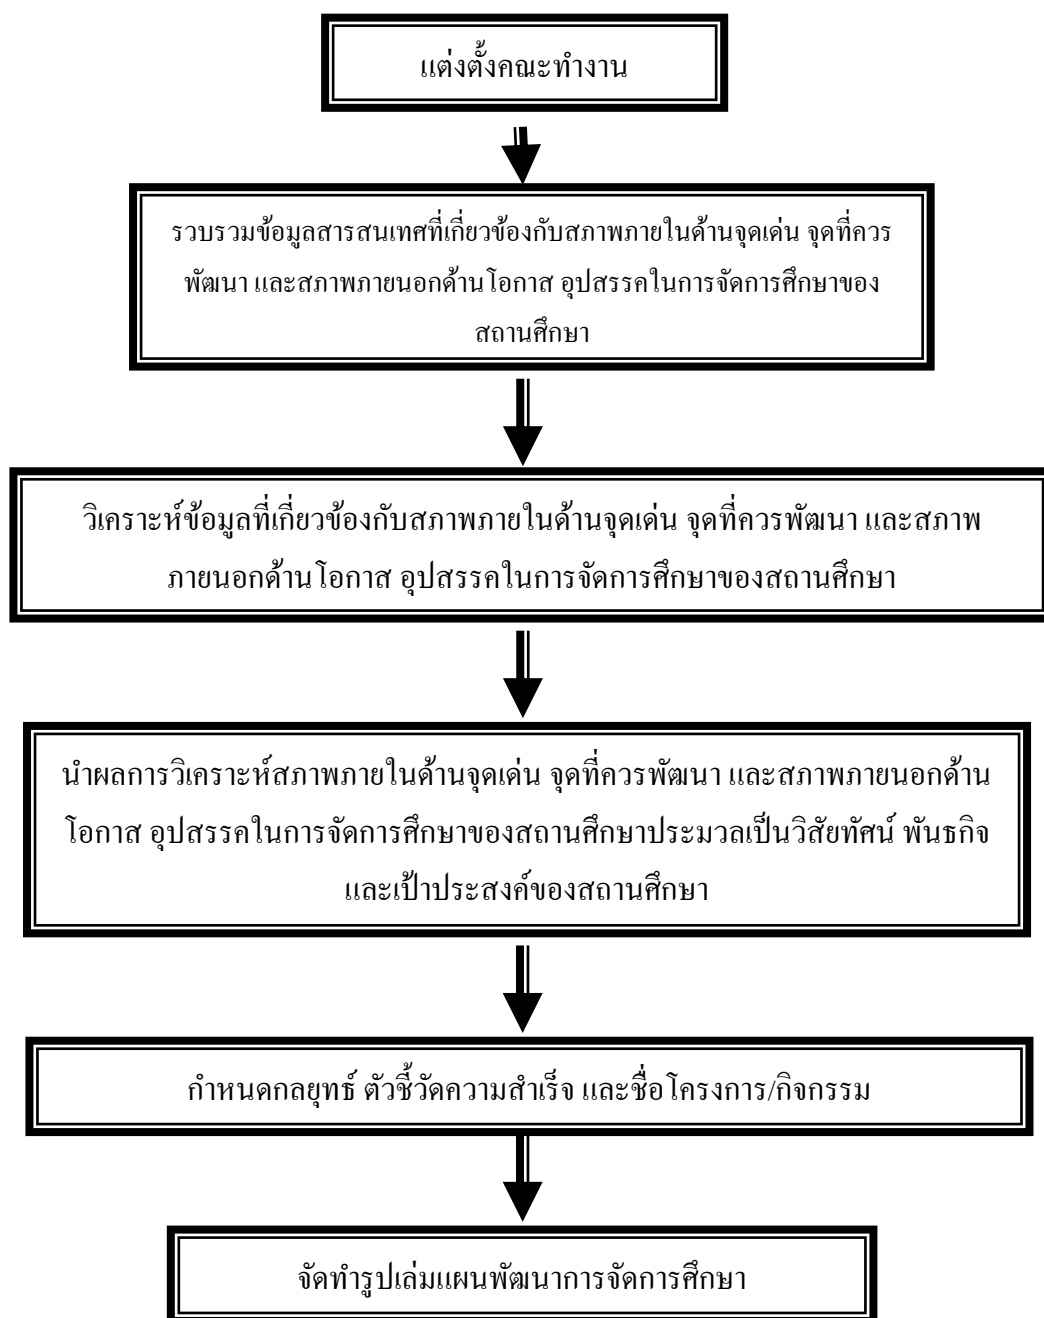 แต่งตั้งคณะทำงาน
รวบรวมข้อมูลสารสนเทศที่เกี่ยวข้องกับสภาพภายในด้านจุดเด่น จุดที่ควร
พัฒนา และสภาพภายนอกด้านโอกาส อุปสรรคในการจัดการศึกษาของ
สถานศึกษา
วิเคราะห์ข้อมูลที่เกี่ยวข้องกับสภาพภายในด้านจุดเด่น จุดที่ควรพัฒนา และสภาพ
ภายนอกด้านโอกาส อุปสรรคในการจัดการศึกษาของสถานศึกษา
นำผลการวิเคราะห์สภาพภายในด้านจุดเด่น จุดที่ควรพัฒนา และสภาพภายนอกด้าน
โอกาส อุปสรรคในการจัดการศึกษาของสถานศึกษาประมวลเป็นวิสัยทัศน์ พันธกิจ
และเป้าประสงค์ของสถานศึกษา
กำหนดกลยุทธ์ ตัวชี้วัดความสำเร็จ และชื่อโครงการ/กิจกรรม
จัดทำรูปเล่มแผนพัฒนาการจัดการศึกษา